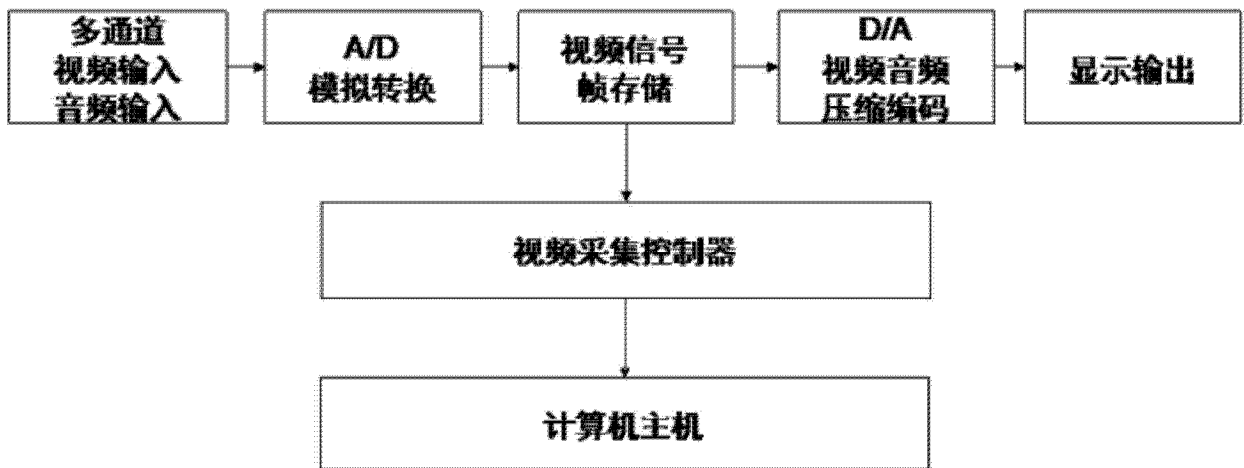 多通道
视频输入
音频输入
A/D
模拟转换
视频信号
帧存储
D/A
视频音频
压缩编码
显示输出
视频采集控制器
计算机主机